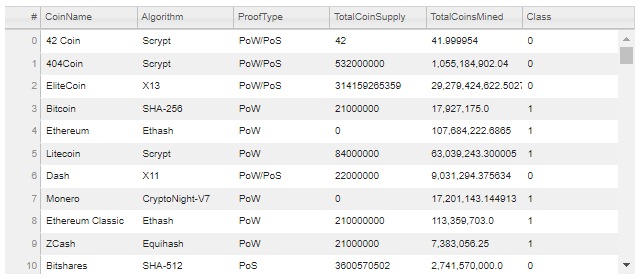 # CoinName Algorithm ProofType TotalCoinSupply TotalCoinsMined Class
0 42 Coin Scrypt PoW/PoS 42 41.999954 0
1 404Coin Scrypt PoW/PoS 532000000 1,055,184,902.04 0
2 EliteCoin X13 PoW/PoS 314159265359 29,279,424,622.5027 0
3 Bitcoin SHA-256 PoW 21000000 17,927,175.0 1
4 Ethereum Ethash PoW 0 107,684,222.6865 1
5 Litecoin Scrypt PoW 84000000 63,039,243.300005 1
6 Dash X11 PoW/PoS 22000000 9,031,294.375634 0
7 Monero CryptoNight-V7 PoW 0 17,201,143.144913 1
8 Ethereum Classic Ethash PoW 210000000 113,359,703.0 1
9 ZCash Equihash PoW 21000000 7,383,056.25 1
10 Bitshares SHA-512 PoS 3600570502 2,741,570,000.0 0